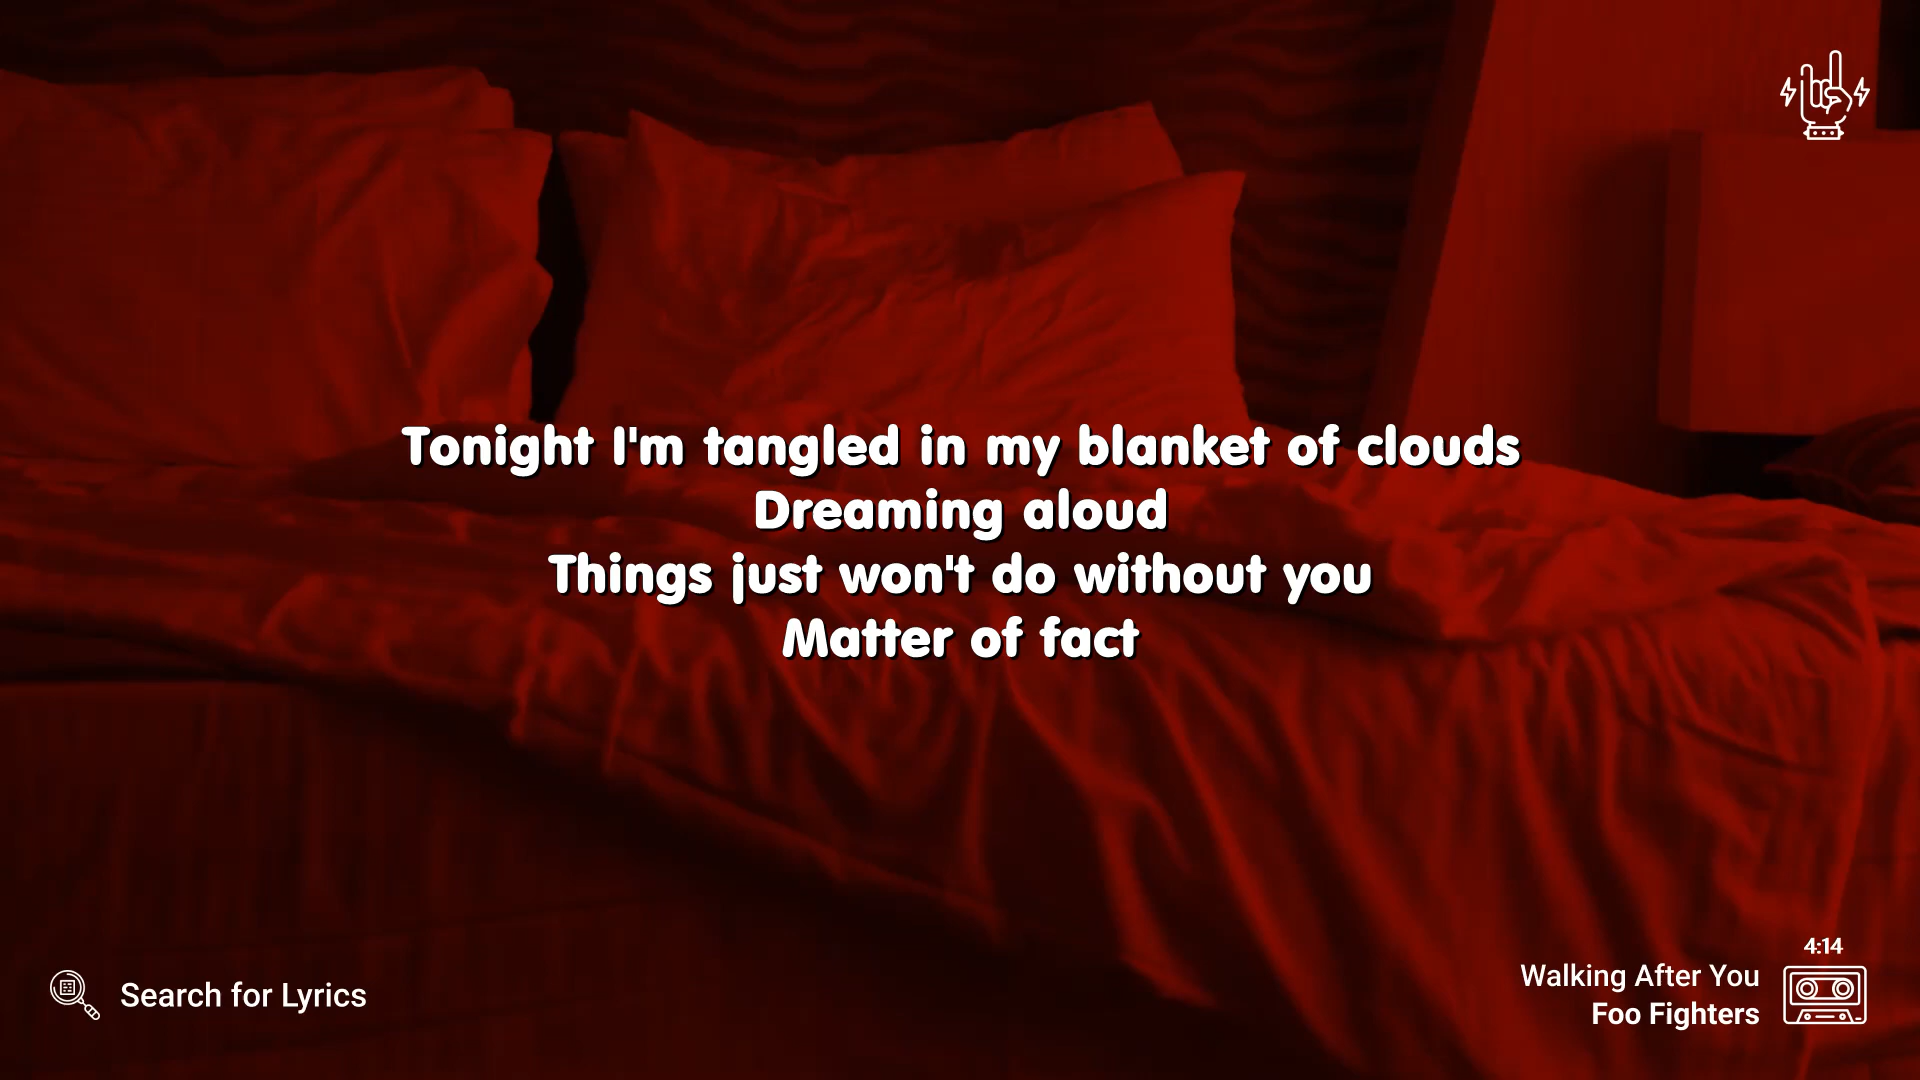 Tonight I'm tangled in my blanket of clouds
Dreaming aloud
Things just won't do without you
Matter of fact
Search for Lyrics
4:14
Walking After You
Foo Fighters